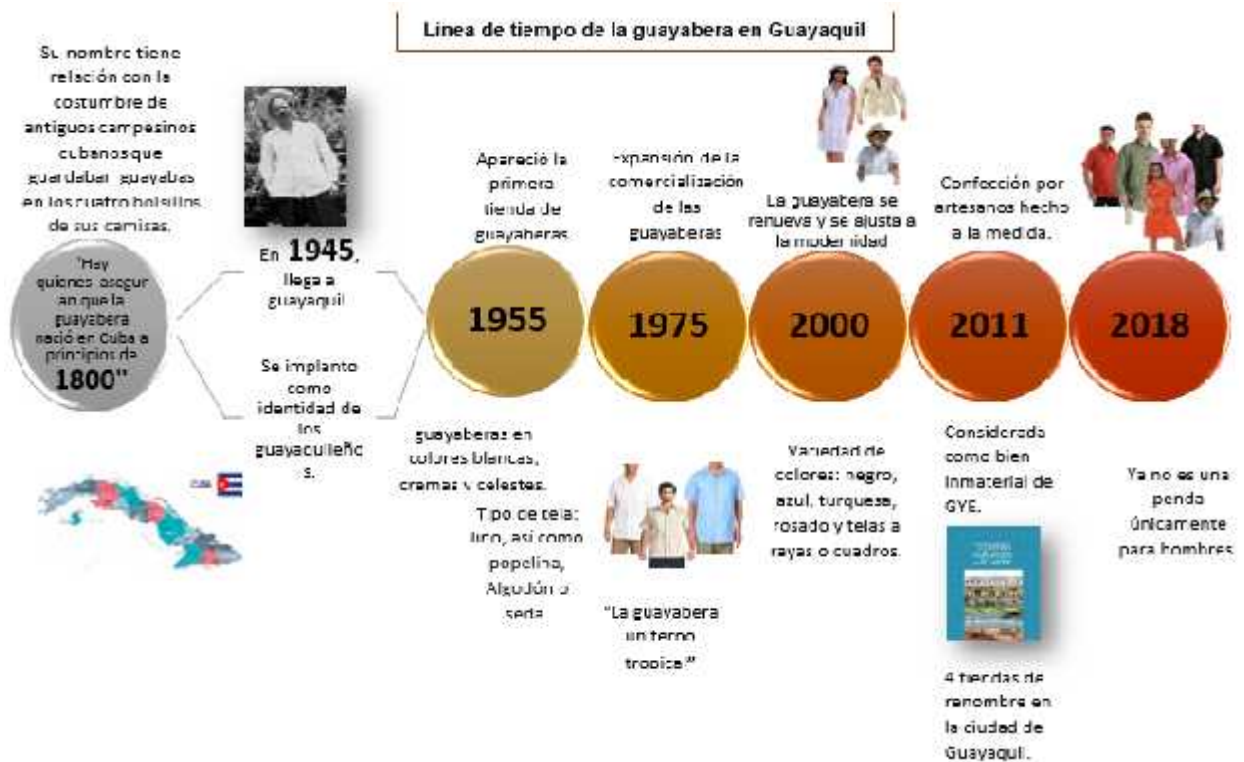 Línea de tiempo de la guayabera en Guayaquil
Su nombre tiene
relación con la
costumbre de
antiguos campesinos
cubanos que
guardaban guayabas
en los cuatro bolsillos
de sus camisas.
"Hay
quienes asegur
an que la
guayabera
nació en Cuba a
principios de
1800"
En 1945,
llega a
guayaquil
Se implanto
como
identidad de
los
guayaquileño
s.
Apareció la
primera
tienda de
guayaberas
1955
guayaberas en
colores blancas,
cremas y celestes.
Tipo de tela:
lino, así como
popelina,
Algodón o
seda
Expansión de la
comercialización
de las
guayaberas
1975
"La guayabera
un terno
tropical"
La guayabera se
renueva y se ajusta a
la modernidad
2000
Variedad de
colores: negro,
azul, turquesa,
rosado y telas a
rayas o cuadros.
Confección por
artesanos hecho
a la medida.
2011
Considerada
como bien
inmaterial de
GYE.
4 tiendas de
renombre en
la ciudad de
Guayaquil.
2018
Ya no es una
penda
únicamente
para hombres